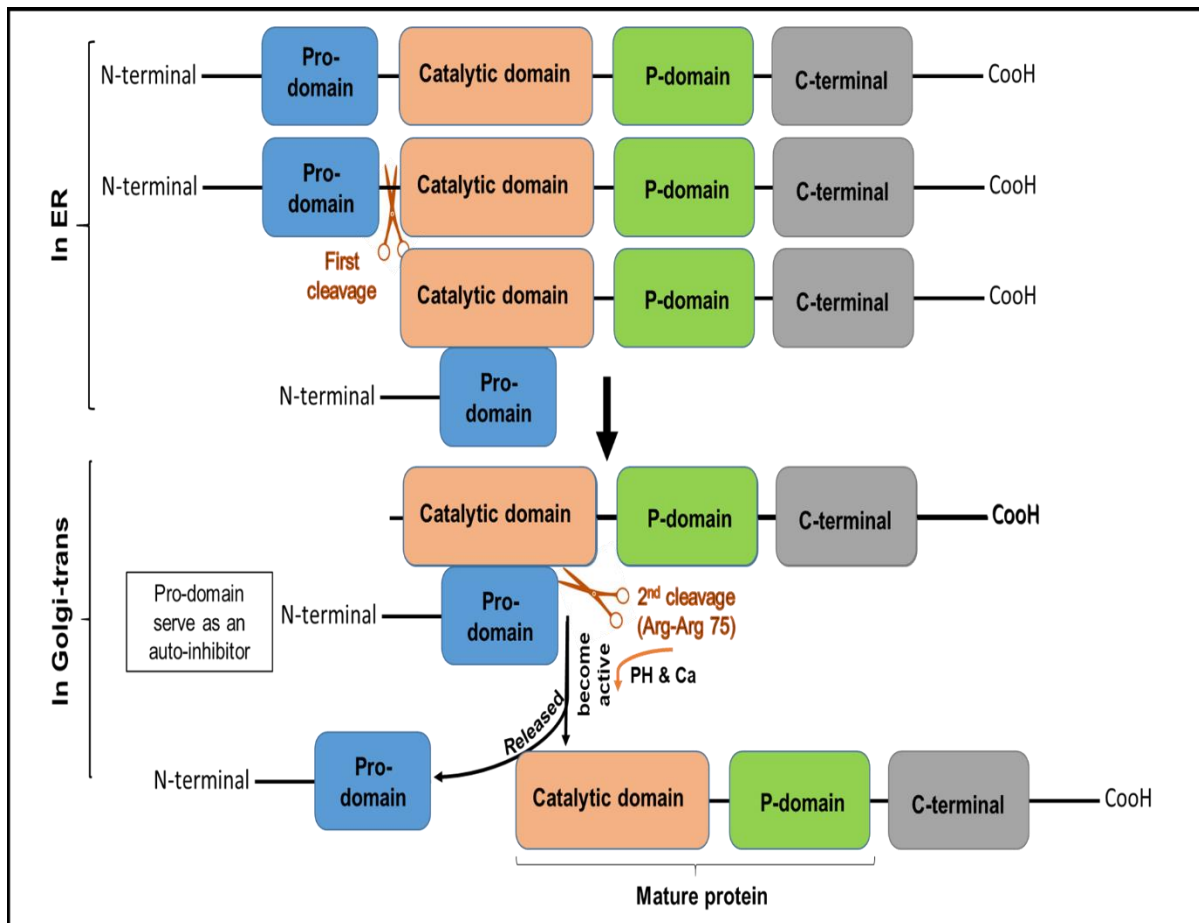 In ER
N-terminal
Pro-
domain
Catalytic domain
P-domain
C-terminal
CooH
N-terminal
Pro-
domain
Catalytic domain
P-domain
C-terminal
CooH
First
cleavage
Catalytic domain
P-domain
C-terminal
CooH
N-terminal
Pro-
domain
In Golgi-trans
Catalytic domain
P-domain
C-terminal
CooH
Pro-domain
serve as an
auto-inhibitor
N-terminal
Pro-
domain
2nd cleavage
(Arg-Arg 75)
become
active
PH & Ca
Released
N-terminal
Pro-
domain
Catalytic domain
P-domain
C-terminal
CooH
Mature protein